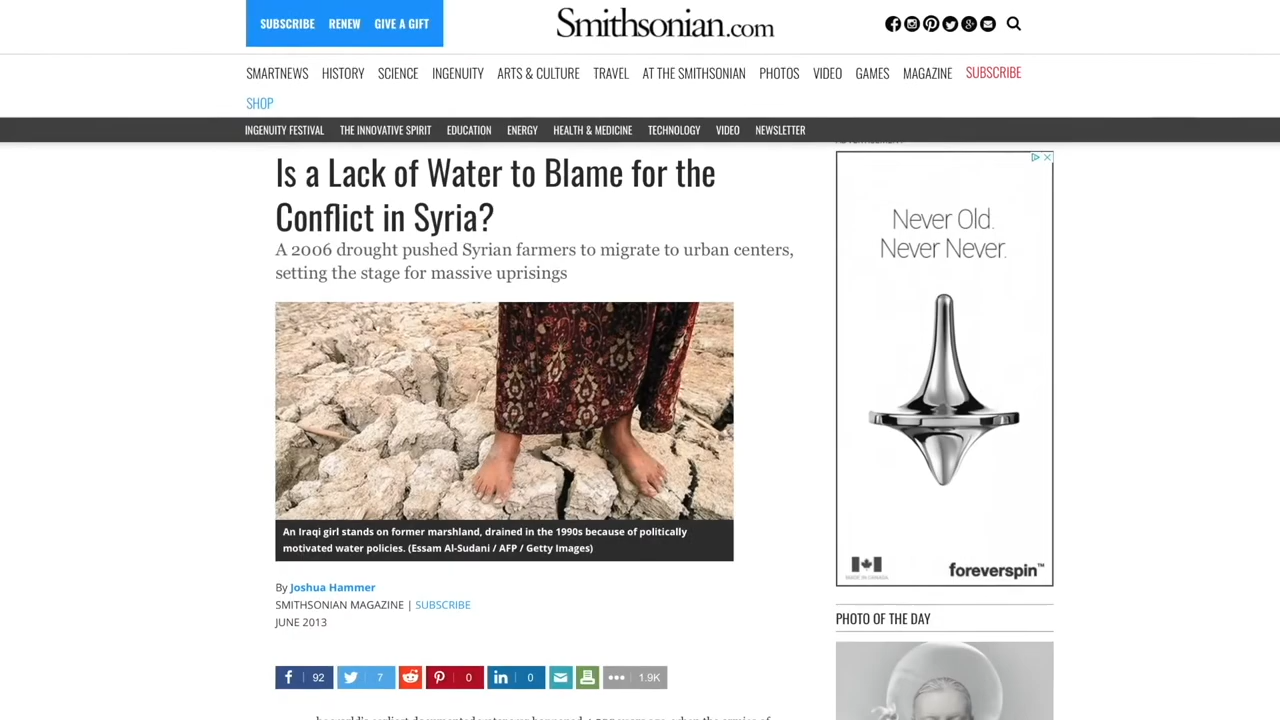 SUBSCRIBE RENEW GIVE A GIFT
Smithsonian.com
SMARTNEWS HISTORY SCIENCE INGENUITY ARTS & CULTURE TRAVEL AT THE SMITHSONIAN PHOTOS VIDEO GAMES MAGAZINE SUBSCRIBE
SHOP
INGENUITY FESTIVAL THE INNOVATIVE SPIRIT EDUCATION ENERGY HEALTH & MEDICINE TECHNOLOGY VIDEO NEWSLETTER
Is a Lack of Water to Blame for the
Conflict in Syria?
A 2006 drought pushed Syrian farmers to migrate to urban centers,
setting the stage for massive uprisings
An Iraqi girl stands on former marshland, drained in the 1990s because of politically
motivated water policies. (Essam Al-Sudani / AFP / Getty Images)
By Joshua Hammer
SMITHSONIAN MAGAZINE | SUBSCRIBE
JUNE 2013
92 7 0 0 1.9K
Never Old.
Never Never.
MADE IN CANADA
foreverspin™
PHOTO OF THE DAY